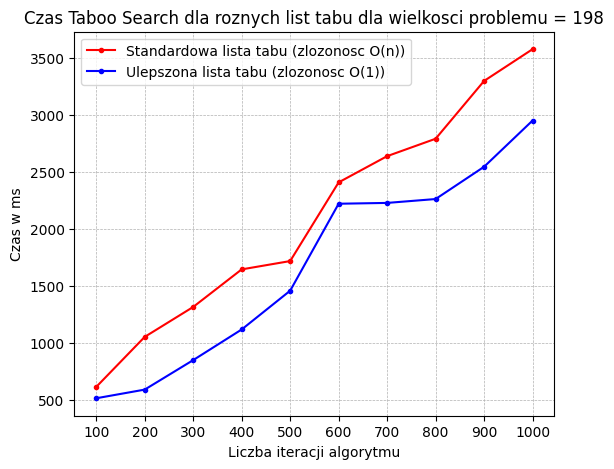 Czas Taboo Search dla roznych list tabu dla wielkosci problemu = 198
Standardowa lista tabu (zlozonosc O(n))
Ulepszona lista tabu (zlozonosc O(1))
Czas w ms
3500
3000
2500
2000
1500
1000
500
100 200 300 400 500 600 700 800 900 1000
Liczba iteracji algorytmu